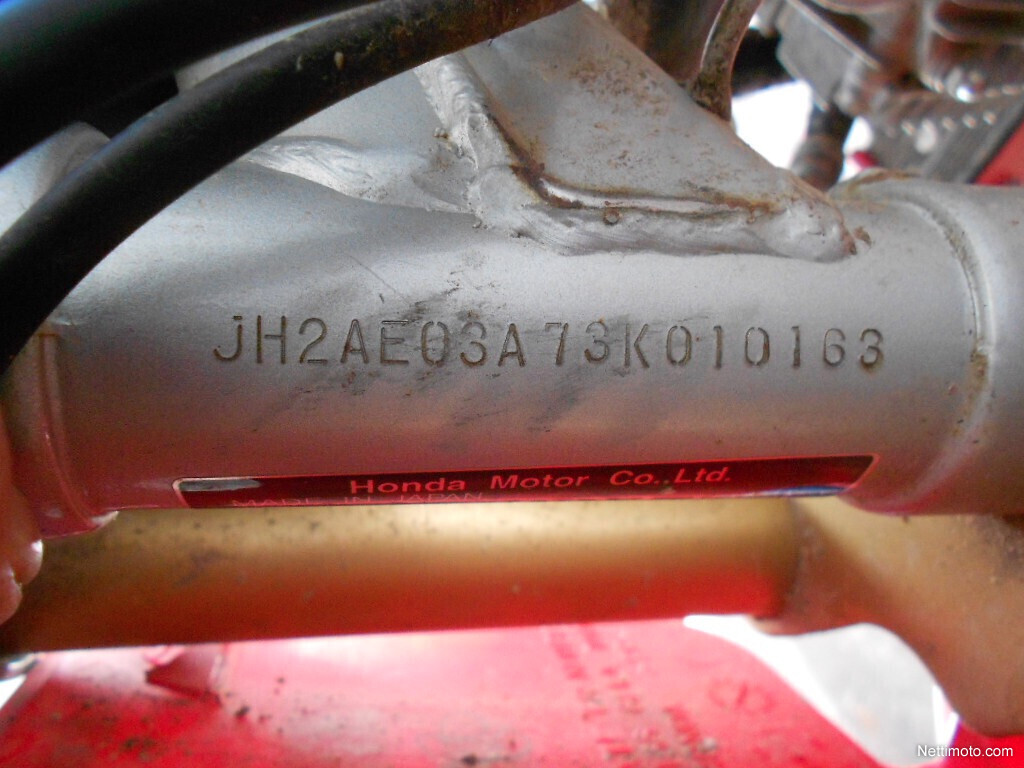 JH2AE03A73K010163
Honda Motor Co.,Ltd.
MADE IN JAPAN
Nettimoto.com